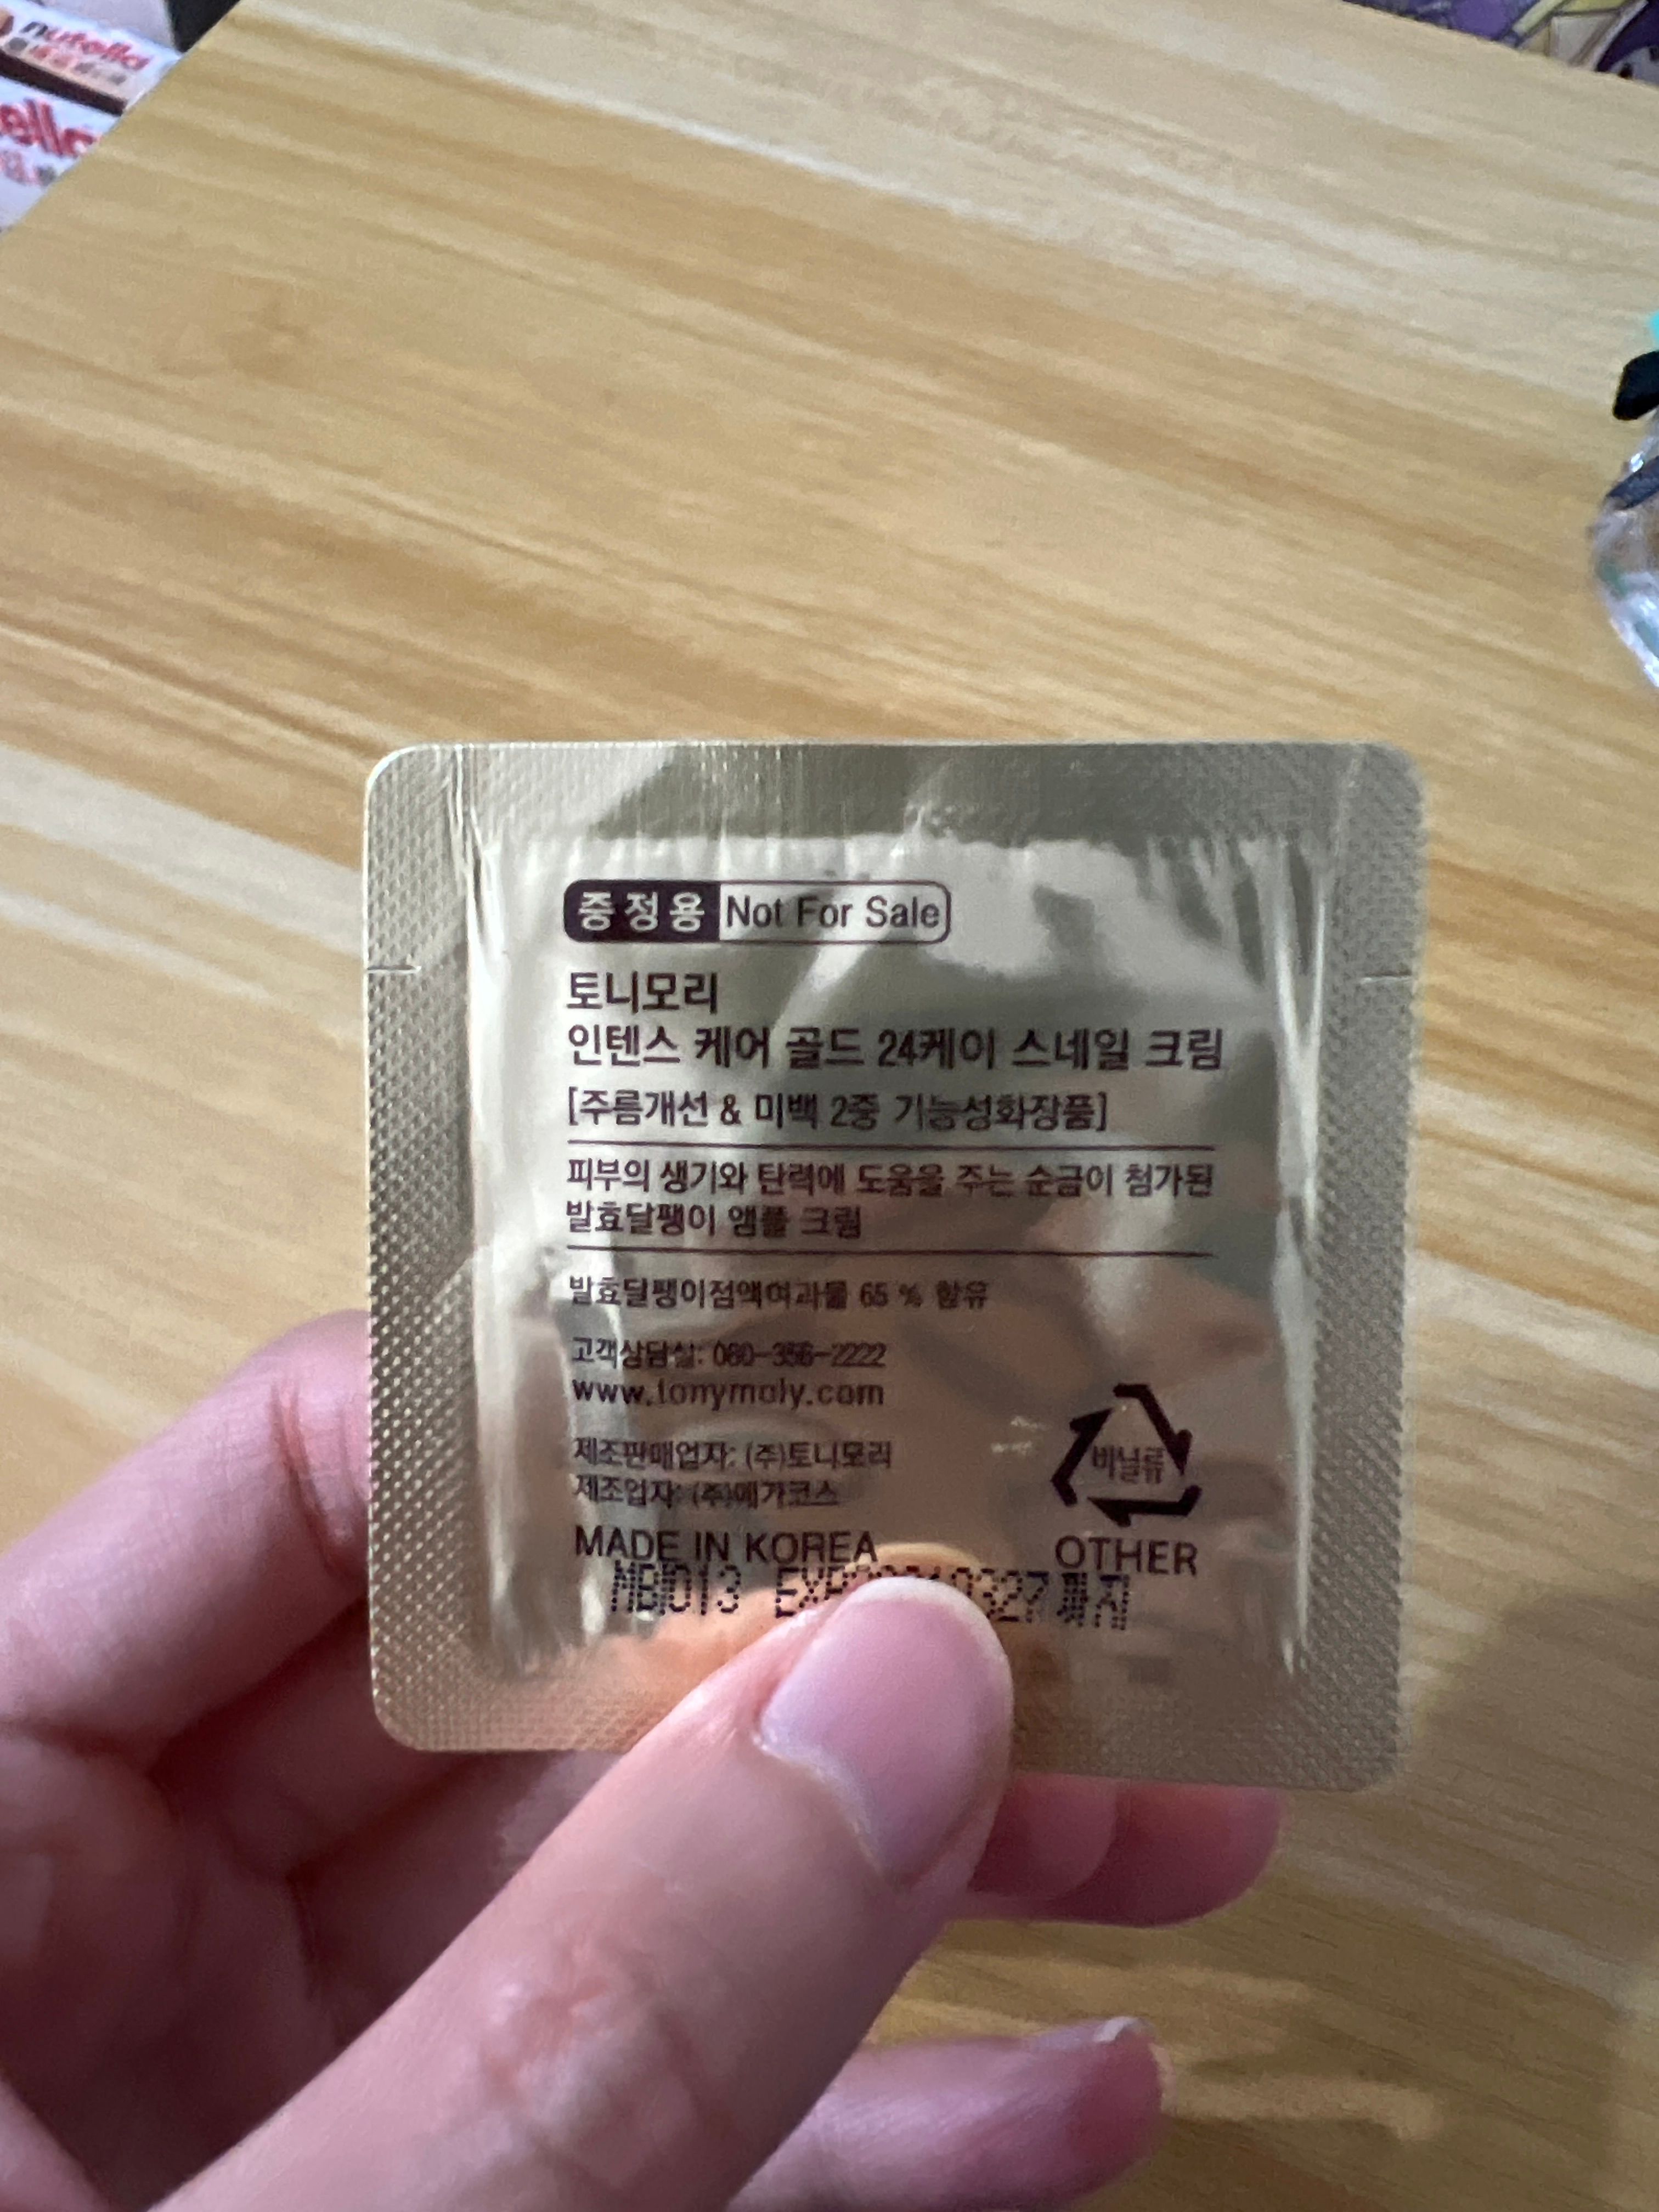 nutella
증정용 Not For Sale
토니모리
인텐스 케어 골드 24케이 스네일 크림
[주름개선 & 미백 2중 기능성화장품]
피부의 생기와 탄력에 도움을 주는 순금이 첨가된
발효달팽이 앰플 크림
발효달팽이점액여과물 65 % 함유
고객상담실: 080-356-2222
www.tonymoly.com
제조판매업자: (주)토니모리
제조업자: (주)메가코스
비닐류
MADE IN KOREA
OTHER
까지